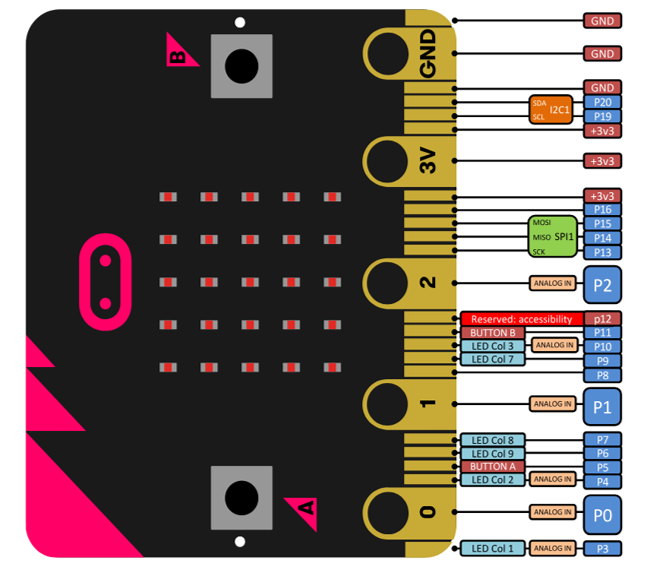 GND
GND
GND
GND
B
SDA
I2C1
P20
SCL
P19
+3v3
3V
+3v3
+3v3
P16
MOSI
P15
MISO SPI1
P14
SCK
P13
2
ANALOG IN
P2
Reserved: accessibility
p12
BUTTON B
P11
LED Col 3
ANALOG IN
P10
LED Col 7
P9
P8
1
ANALOG IN
P1
LED Col 8
P7
LED Col 9
P6
BUTTON A
P5
LED Col 2
ANALOG IN
P4
A
0
ANALOG IN
P0
LED Col 1
ANALOG IN
P3